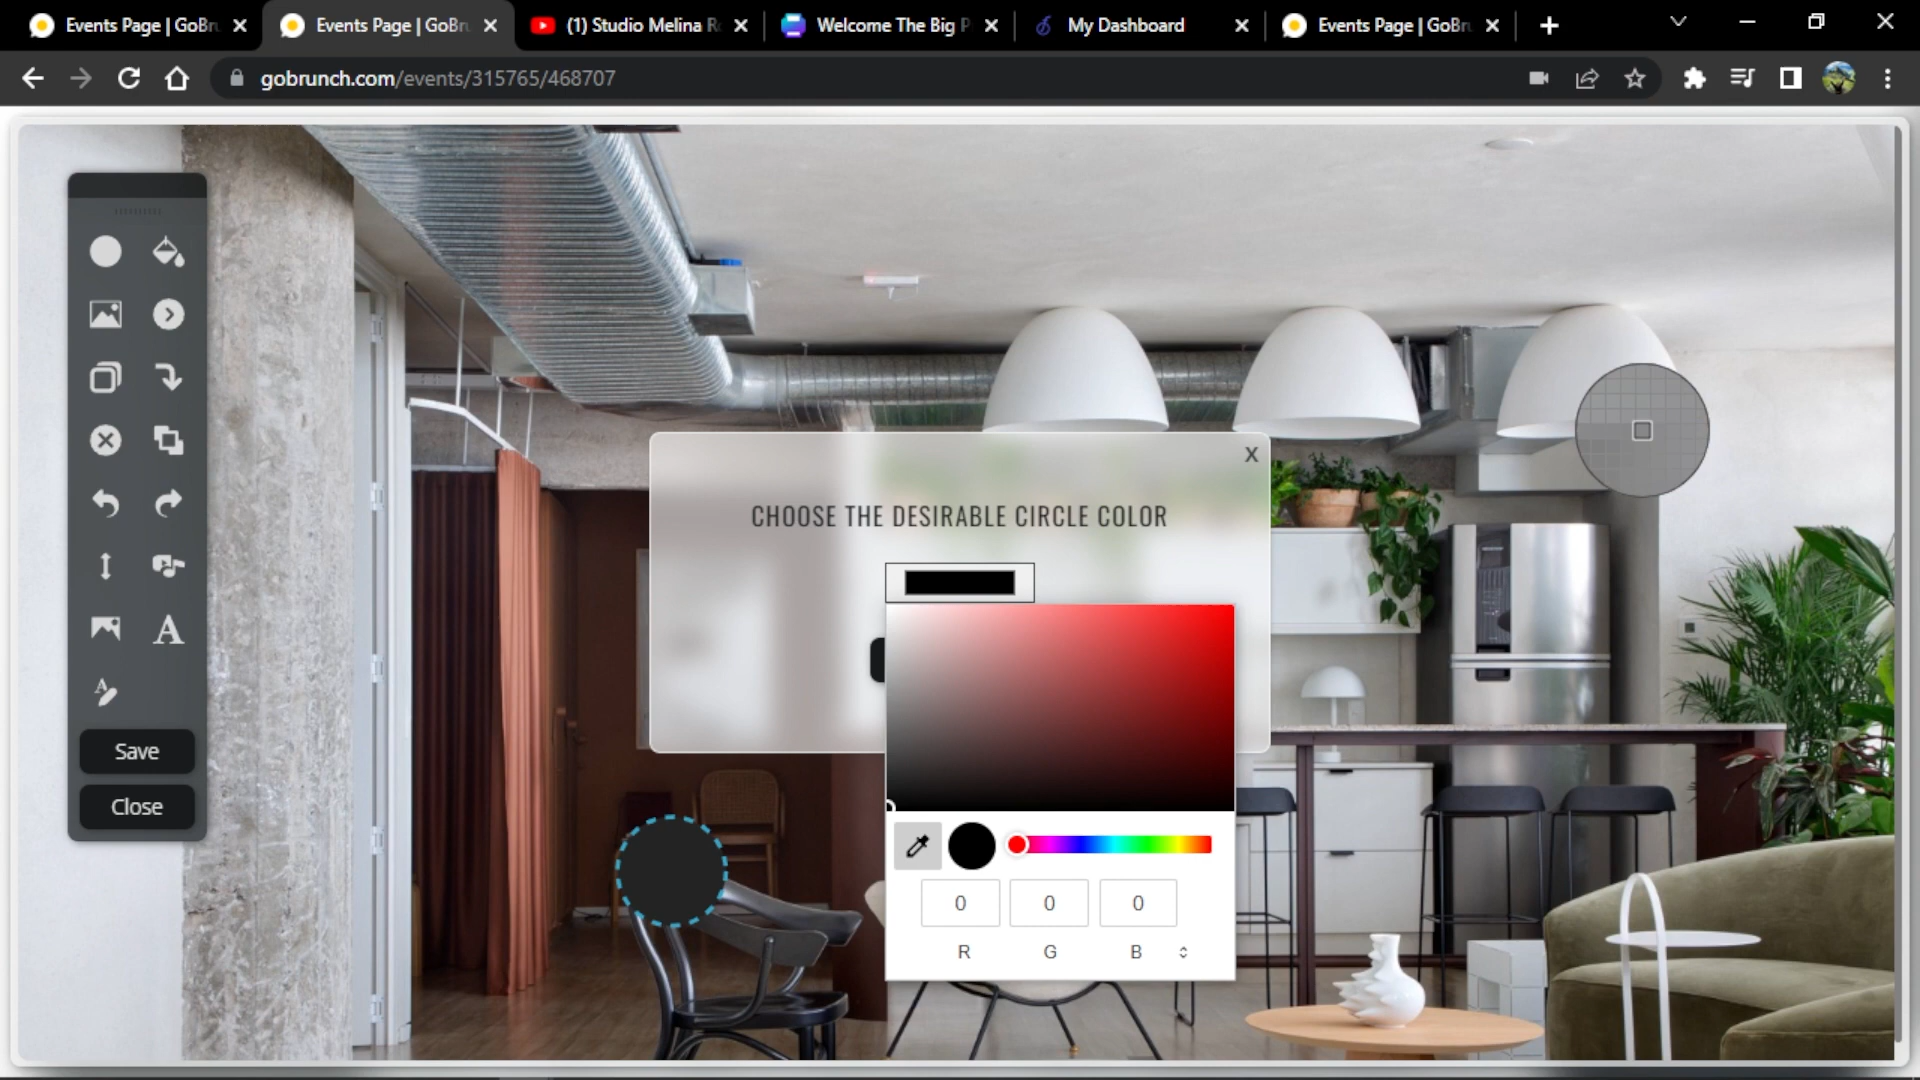 Events Page | GoBr
Events Page | GoBr
(1) Studio Melina R
Welcome The Big P
My Dashboard
Events Page | GoBr
gobrunch.com/events/315765/468707
CHOOSE THE DESIRABLE CIRCLE COLOR
X
0 0 0
R G B
A
A
Save
Close